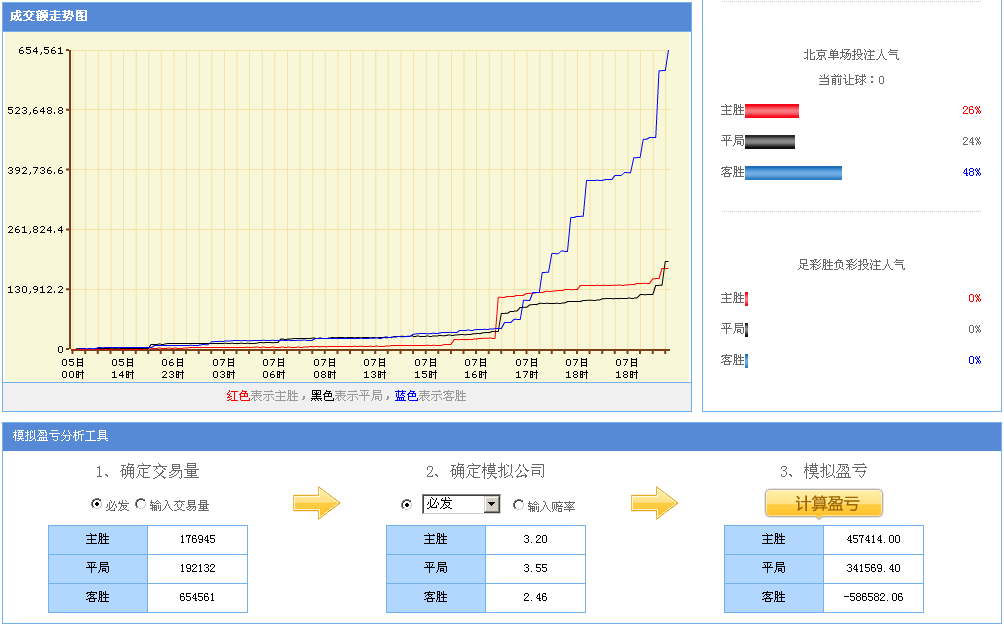 成交额走势图
654,561
523,648.8
392,736.6
261,824.4
130,912.2
0
05日 05日 06日 07日 07日 07日 07日 07日 07日 07日 07日 07日
00时 14时 23时 03时 06时 08时 13时 15时 16时 17时 18时 18时
红色表示主胜，黑色表示平局，蓝色表示客胜
北京单场投注人气
当前让球：0
主胜 26%
平局 24%
客胜 48%
足彩胜负彩投注人气
主胜 0%
平局 0%
客胜 0%
模拟盈亏分析工具
1、确定交易量
必发 输入交易量
主胜 176945
平局 192132
客胜 654561
2、确定模拟公司
必发 输入赔率
主胜 3.20
平局 3.55
客胜 2.46
3、模拟盈亏
计算盈亏
主胜 457414.00
平局 341569.40
客胜 -586582.06